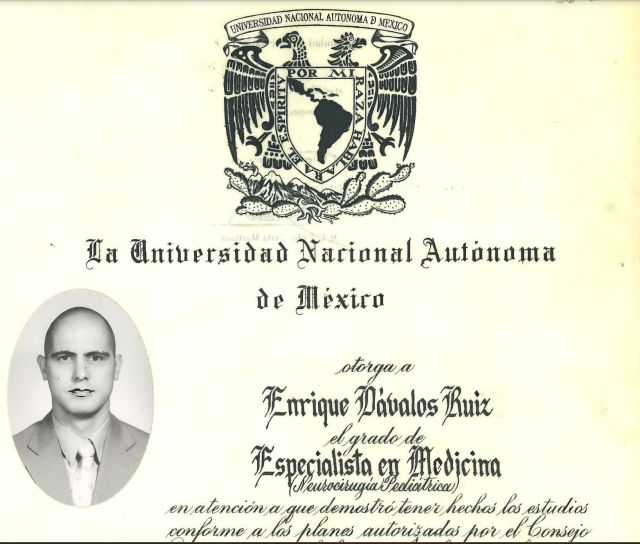 UNIVERSIDAD NACIONAL AUTONOMA D MEXICO
POR MI RAZA HABLARA EL ESPIRITU
La Universidad Nacional Autónoma
de México
otorga a
Enrique Dávalos Ruiz
el grado de
Especialista en Medicina
(Neurocirugía Pediátrica)
en atención a que demostró tener hechos los estudios
conforme a los planes autorizados por el Consejo